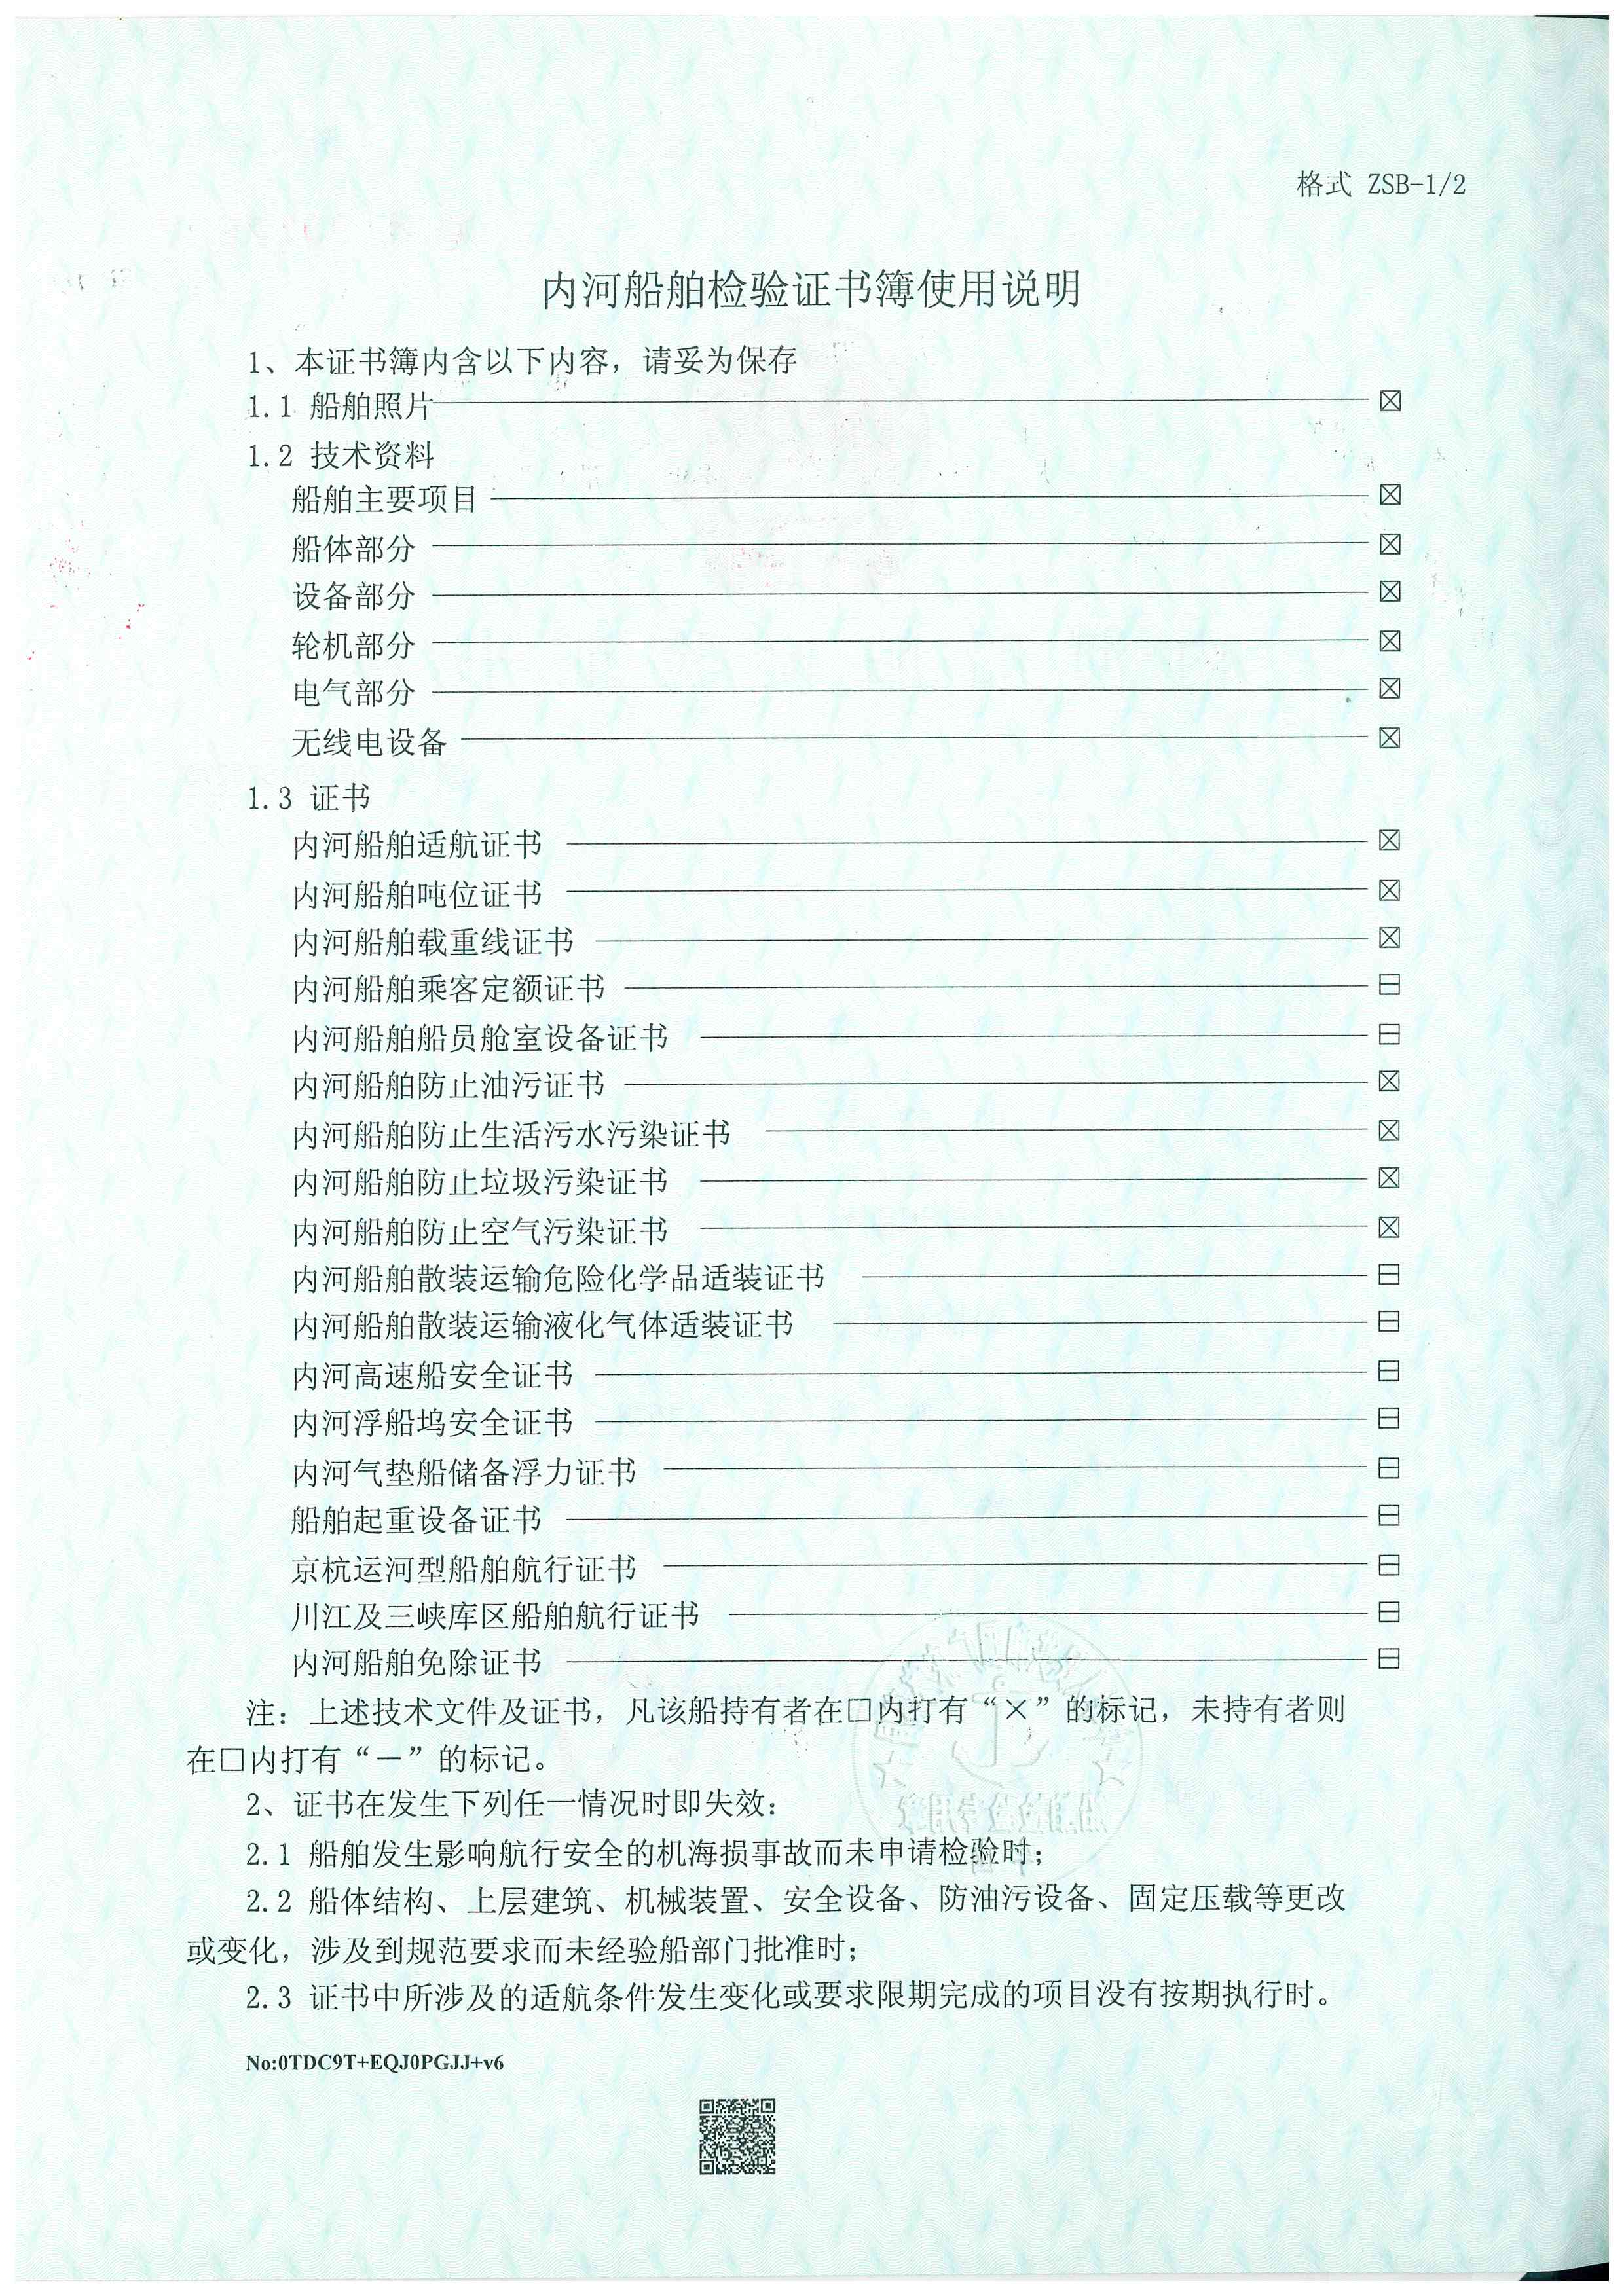 格式 ZSB-1/2
内河船舶检验证书簿使用说明
1、本证书簿内含以下内容，请妥为保存
1.1 船舶照片 ☒
1.2 技术资料
船舶主要项目 ☒
船体部分 ☒
设备部分 ☒
轮机部分 ☒
电气部分 ☒
无线电设备 ☒
1.3 证书
内河船舶适航证书 ☒
内河船舶吨位证书 ☒
内河船舶载重线证书 ☒
内河船舶乘客定额证书 ⊟
内河船舶船员舱室设备证书 ⊟
内河船舶防止油污证书 ☒
内河船舶防止生活污水污染证书 ☒
内河船舶防止垃圾污染证书 ☒
内河船舶防止空气污染证书 ☒
内河船舶散装运输危险化学品适装证书 ⊟
内河船舶散装运输液化气体适装证书 ⊟
内河高速船安全证书 ⊟
内河浮船坞安全证书 ⊟
内河气垫船储备浮力证书 ⊟
船舶起重设备证书 ⊟
京杭运河型船舶航行证书 ⊟
川江及三峡库区船舶航行证书 ⊟
内河船舶免除证书 ⊟
注：上述技术文件及证书，凡该船持有者在□内打有“×”的标记，未持有者则
在□内打有“－”的标记。
2、证书在发生下列任一情况时即失效：
2.1 船舶发生影响航行安全的机海损事故而未申请检验时；
2.2 船体结构、上层建筑、机械装置、安全设备、防油污设备、固定压载等更改
或变化，涉及到规范要求而未经验船部门批准时；
2.3 证书中所涉及的适航条件发生变化或要求限期完成的项目没有按期执行时。
No:0TDC9T+EQJ0PGJJ+v6